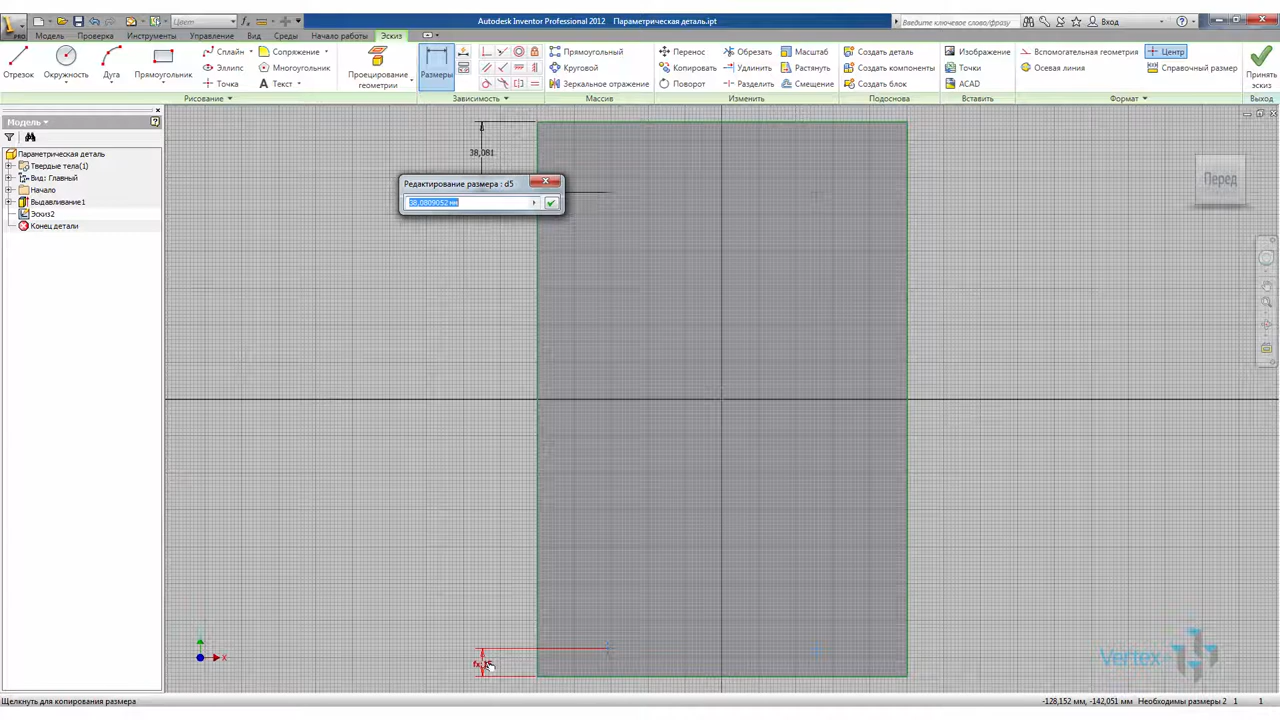 PRO
Цвет
Autodesk Inventor Professional 2012 Параметрическая деталь.ipt
Введите ключевое слово/фразу
Вход
Модель Проверка Инструменты Управление Вид Среды Начало работы Эскиз
Отрезок
Окружность
Дуга
Прямоугольник
Сплайн
Эллипс
Точка
Сопряжение
Многоугольник
Текст
Проецирование геометрии
Размеры
Прямоугольный
Круговой
Зеркальное отражение
Перенос
Копировать
Поворот
Обрезать
Удлинить
Разделить
Масштаб
Растянуть
Смещение
Создать деталь
Создать компоненты
Создать блок
Изображение
Точки
ACAD
Вспомогательная геометрия
Осевая линия
Центр
Справочный размер
Принять эскиз
Рисование
Зависимость
Массив
Изменить
Подоснова
Вставить
Формат
Выход
Модель
Параметрическая деталь
Твердые тела(1)
Вид: Главный
Начало
Выдавливание1
Эскиз2
Конец детали
38,081
Редактирование размера : d5
38,0809052 мм
Перед
X
Vertex
Щелкнуть для копирования размера
-128,152 мм, -142,051 мм Необходимы размеров 2 1 1